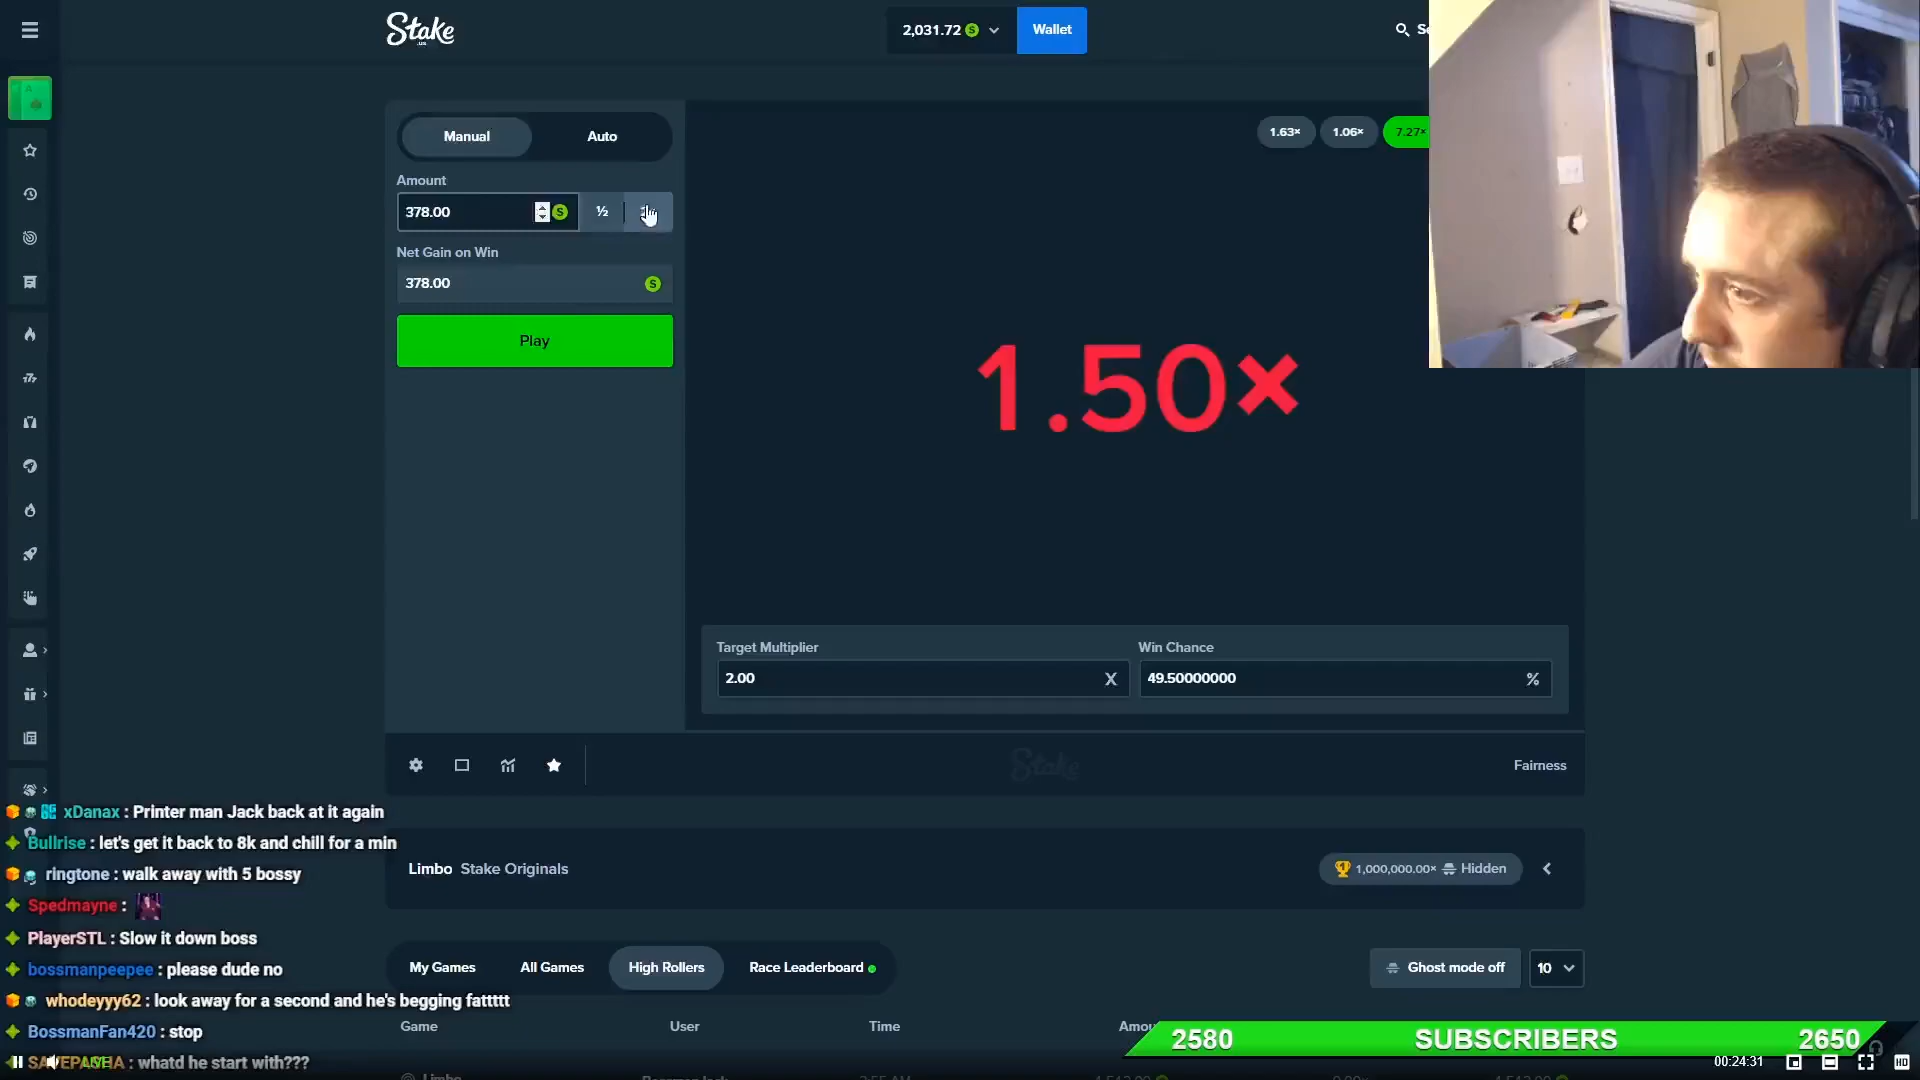 Stake
.us
2,031.72
Wallet
Manual
Auto
1.63×
1.06×
7.27×
Amount
378.00
½
Net Gain on Win
378.00
Play
1.50×
Target Multiplier
Win Chance
2.00
X
49.50000000
%
Stake
Fairness
xDanax : Printer man Jack back at it again
Bullrise : let's get it back to 8k and chill for a min
ringtone : walk away with 5 bossy
Spedmayne :
PlayerSTL : Slow it down boss
bossmanpeepee : please dude no
whodeyyy62 : look away for a second and he's begging fattttt
BossmanFan420 : stop
: whatd he start with???
Limbo Stake Originals
1,000,000.00× Hidden
My Games
All Games
High Rollers
Race Leaderboard
Ghost mode off
10
Game
User
Time
2580
SUBSCRIBERS
2650
LIVE
00:24:31
HD
Limbo